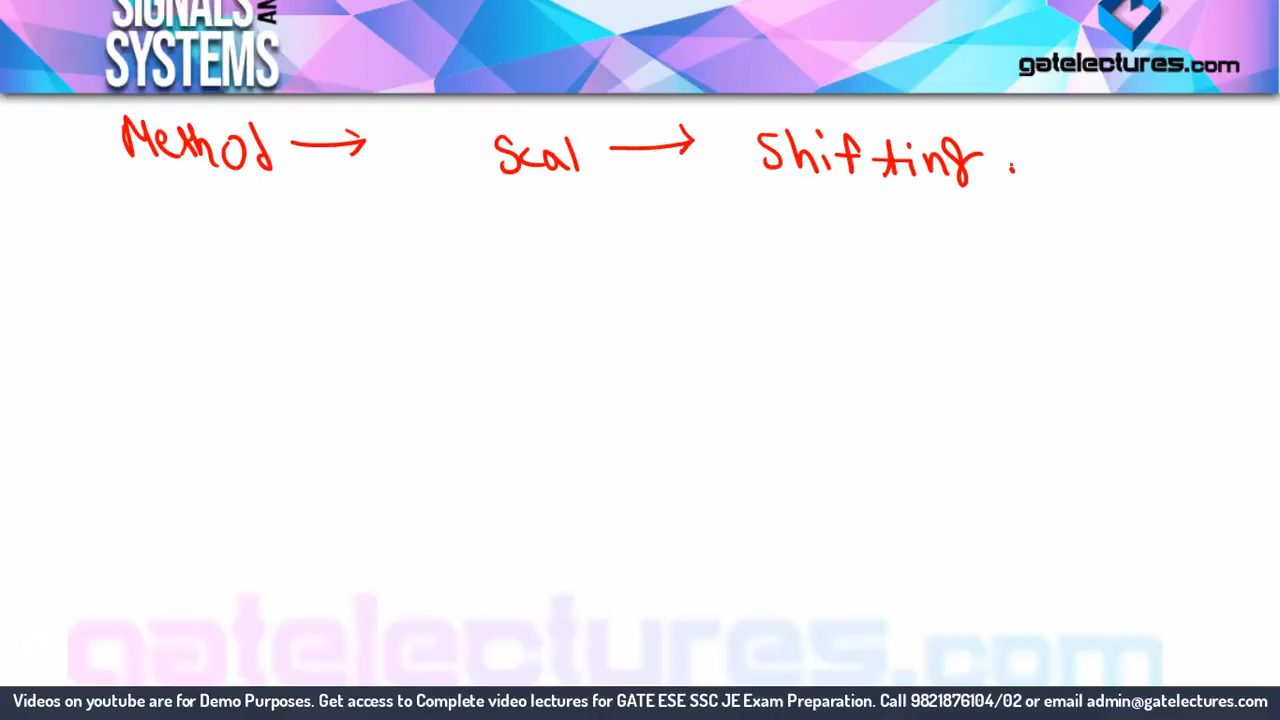 SIGNALS AND
SYSTEMS
gatelectures.com
Method → Scal → Shifting .
gatelectures.com
Videos on youtube are for Demo Purposes. Get access to Complete video lectures for GATE ESE SSC JE Exam Preparation. Call 9821876104/02 or email admin@gatelectures.com